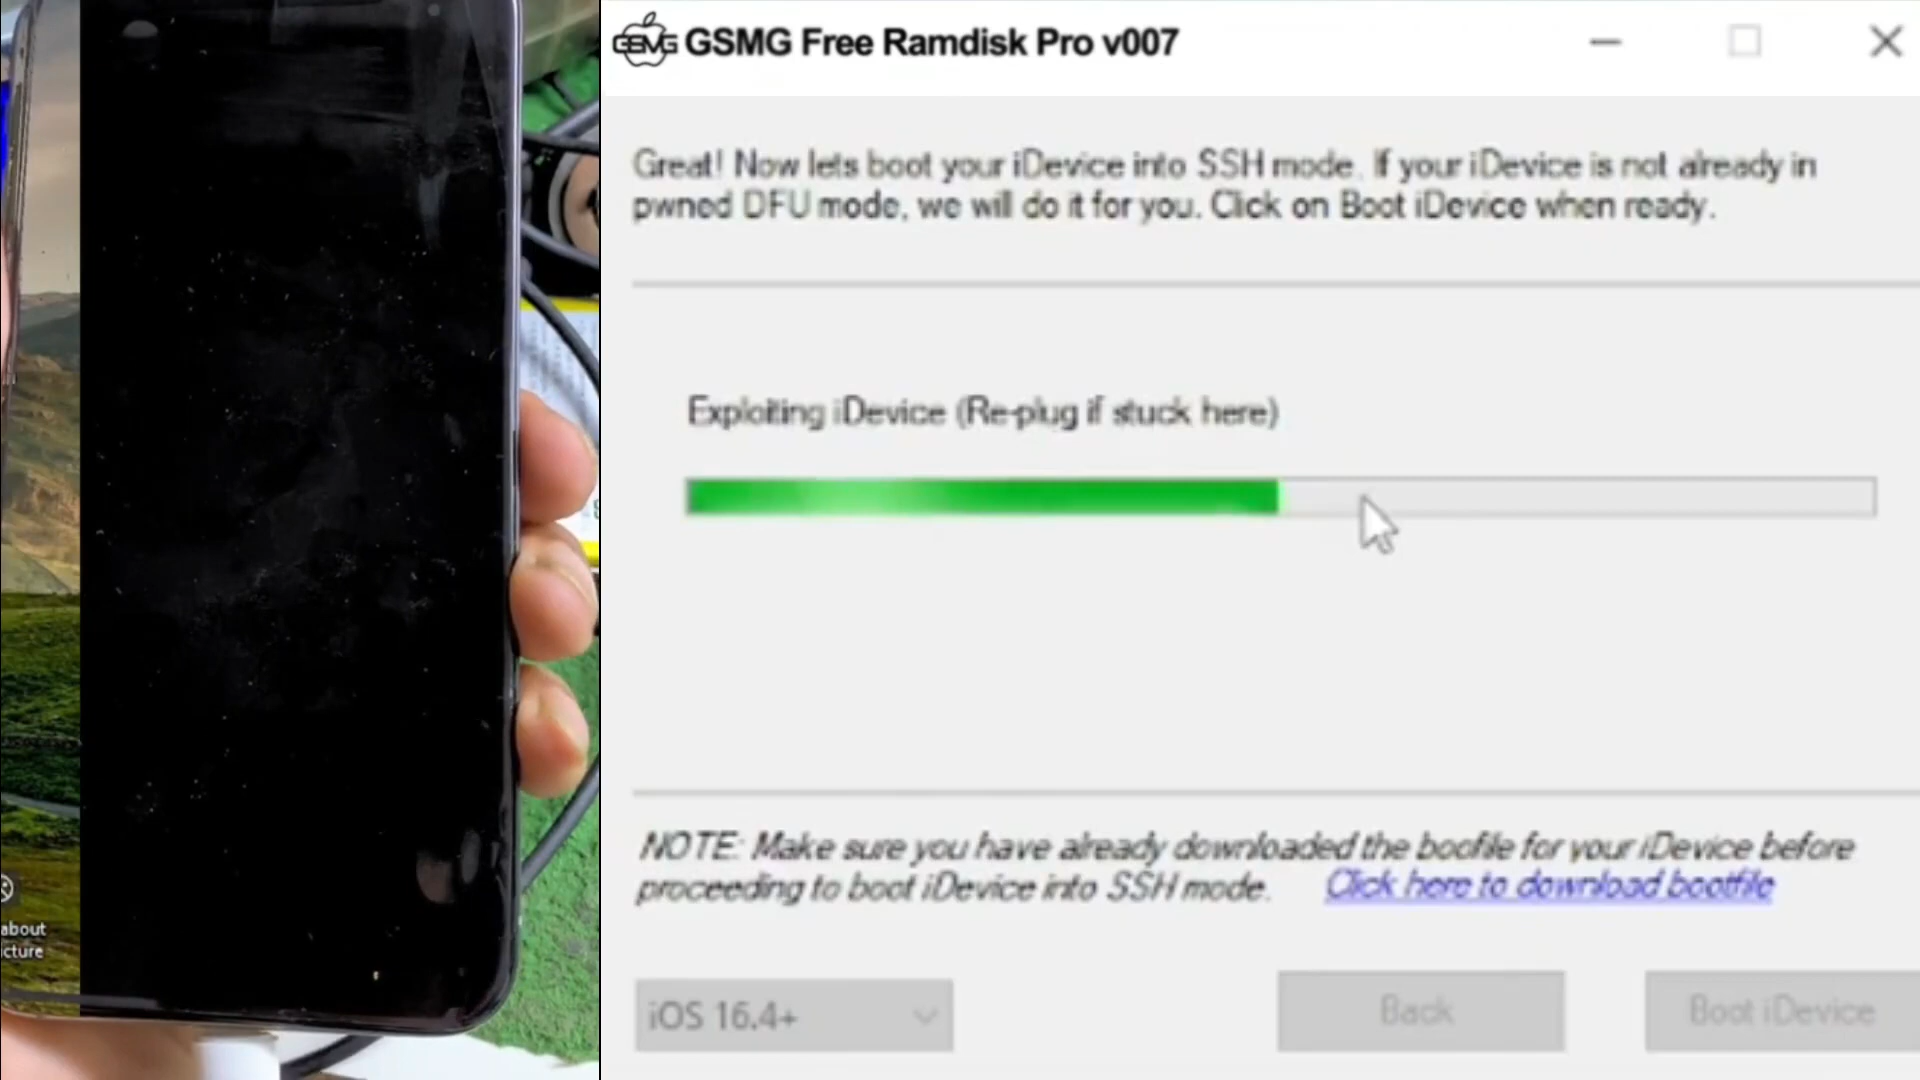 GSMG GSMG Free Ramdisk Pro v007
Great! Now lets boot your iDevice into SSH mode. If your iDevice is not already in
pwned DFU mode, we will do it for you. Click on Boot iDevice when ready.
Exploiting iDevice (Re-plug if stuck here)
NOTE: Make sure you have already downloaded the boofile for your iDevice before
proceeding to boot iDevice into SSH mode. Click here to download bootfile
about
icture
iOS 16.4+
Back
Boot iDevice